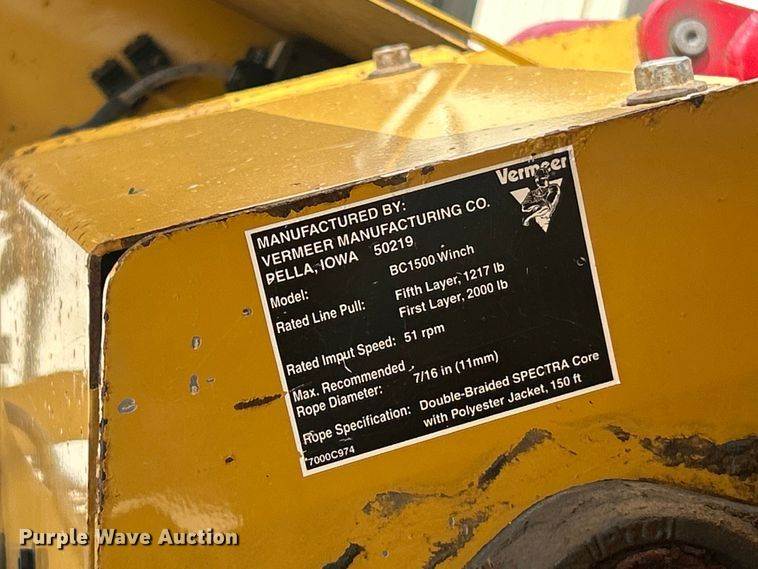 Vermeer
MANUFACTURED BY:
VERMEER MANUFACTURING CO.
PELLA, IOWA 50219
Model: BC1500 Winch
Rated Line Pull: Fifth Layer, 1217 lb
First Layer, 2000 lb
Rated Imput Speed: 51 rpm
Max. Recommended
Rope Diameter: 7/16 in (11mm)
Rope Specification: Double-Braided SPECTRA Core
with Polyester Jacket, 150 ft
7000C974
Purple Wave Auction